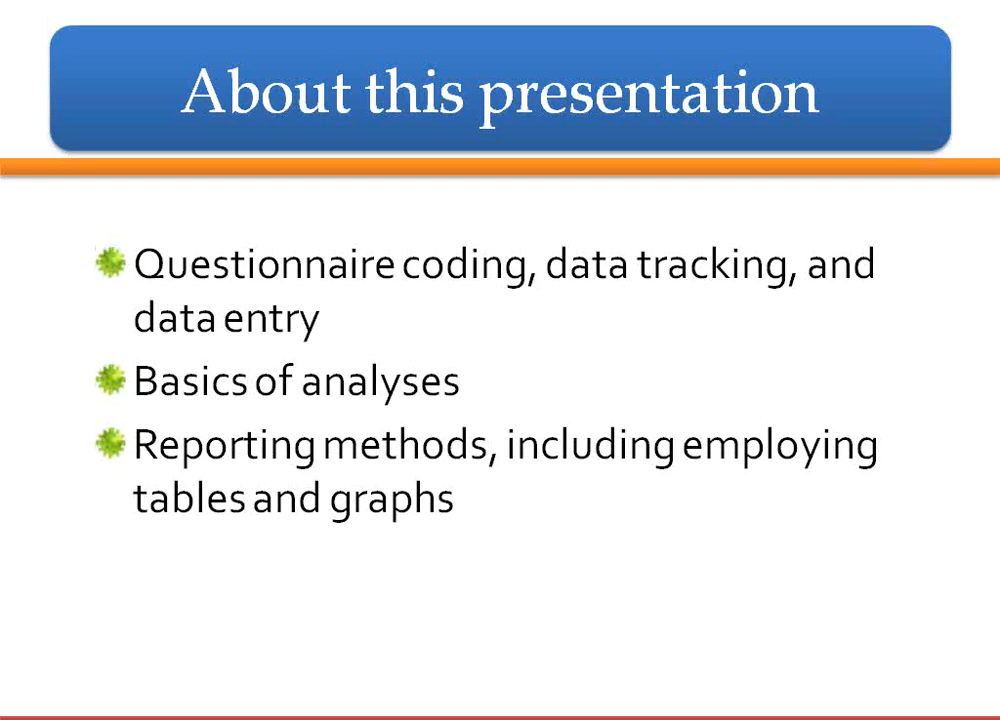 About this presentation
Questionnaire coding, data tracking, and
data entry
Basics of analyses
Reporting methods, including employing
tables and graphs